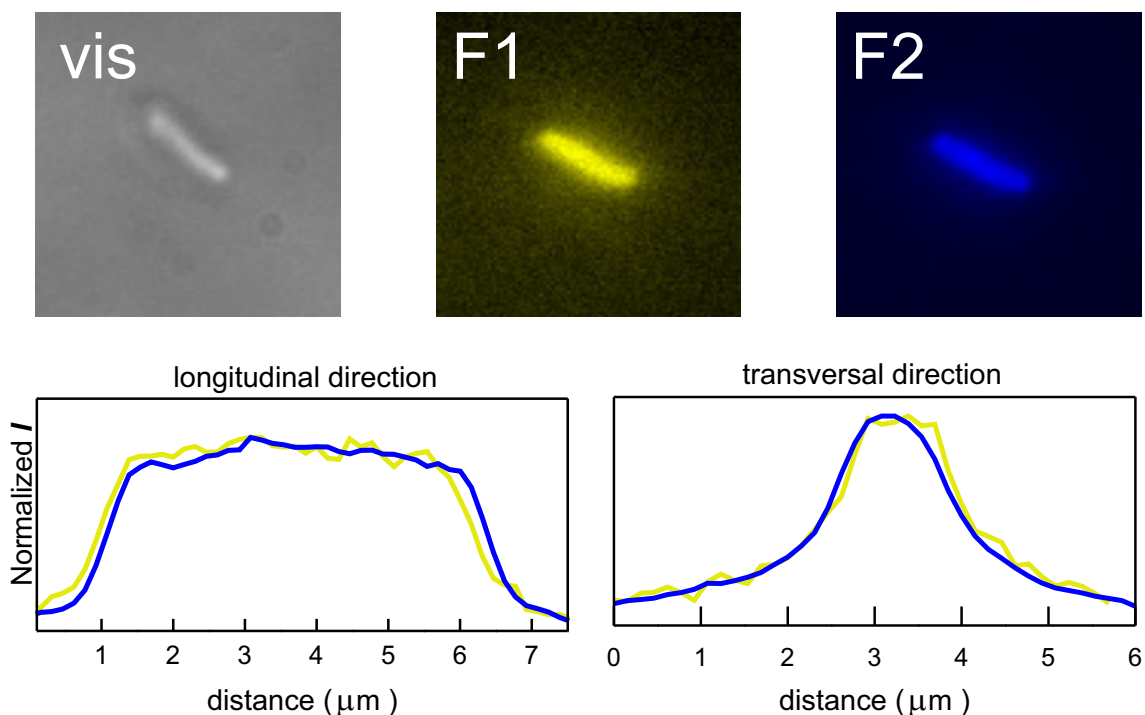 vis
F1
F2
longitudinal direction
transversal direction
Normalized I
1 2 3 4 5 6 7
0 1 2 3 4 5 6
distance ( μm )
distance ( μm )